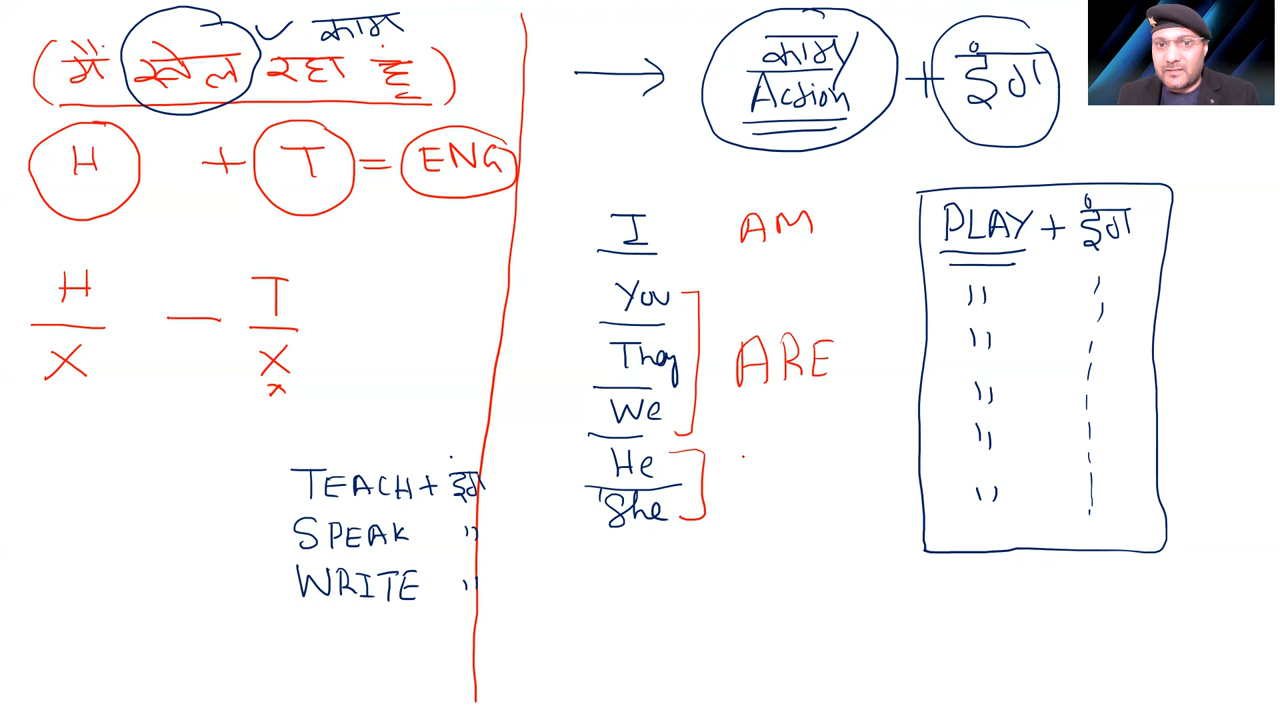 काम
(मैं खेल रहा हूं)
H + T = ENG
H — T
X X
x
TEACH + इंग
SPEAK "
WRITE "
काम
Action + इंग
I AM
You
They ARE
We
He
She
PLAY + इंग
"
"
"
"
"